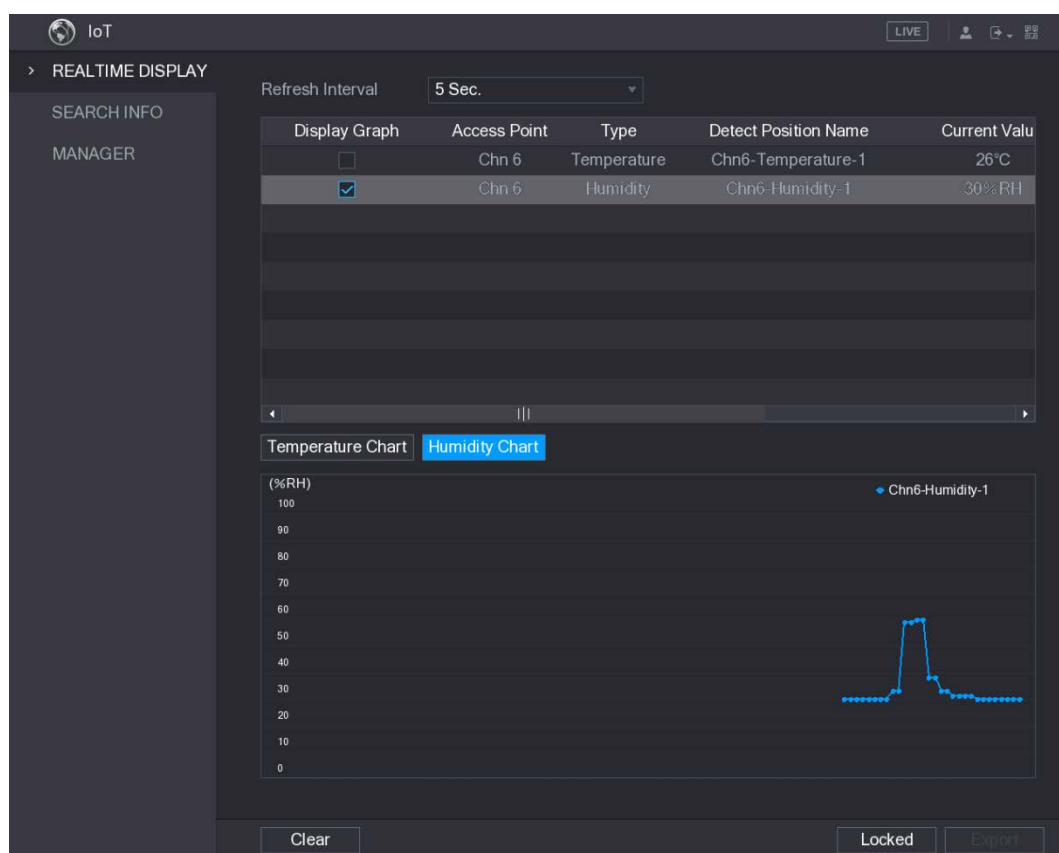 IoT
LIVE
> REALTIME DISPLAY
SEARCH INFO
MANAGER
Refresh Interval 5 Sec.
Display Graph Access Point Type Detect Position Name Current Valu
Chn 6 Temperature Chn6-Temperature-1 26°C
Chn 6 Humidity Chn6-Humidity-1 30%RH
Temperature Chart Humidity Chart
(%RH)
Chn6-Humidity-1
100
90
80
70
60
50
40
30
20
10
0
Clear Locked Export